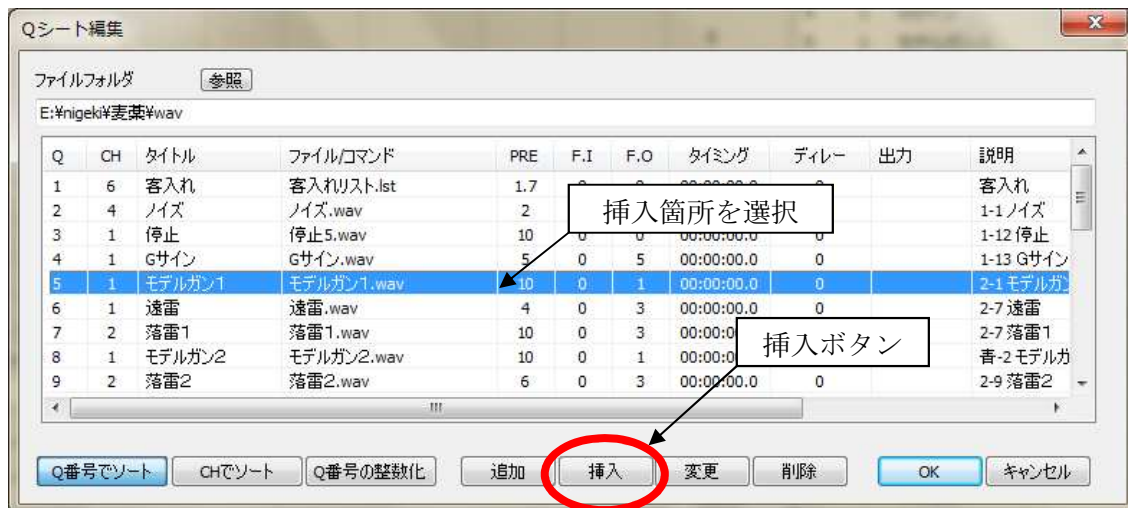 Qシート編集
ファイルフォルダ 参照
E:¥nigeki¥麦藁¥wav
Q CH タイトル ファイル/コマンド PRE F.I F.O タイミング ディレー 出力 説明
1 6 客入れ 客入れリスト.lst 1.7 客入れ
2 4 ノイズ ノイズ.wav 2 1-1ノイズ
挿入箇所を選択
3 1 停止 停止5.wav 10 0 0 00:00:00.0 0 1-12 停止
4 1 Gサイン Gサイン.wav 5 0 5 00:00:00.0 0 1-13 Gサイン
5 1 モデルガン1 モデルガン1.wav 10 0 1 00:00:00.0 0 2-1 モデルガン
6 1 遠雷 遠雷.wav 4 0 3 00:00:00.0 0 2-7 遠雷
7 2 落雷1 落雷1.wav 10 0 3 00:00:0 2-7 落雷1
挿入ボタン
8 1 モデルガン2 モデルガン2.wav 10 0 1 00:00:0 青-2 モデルガ
9 2 落雷2 落雷2.wav 6 0 3 00:00:00.0 0 2-9 落雷2
Q番号でソート CHでソート Q番号の整数化 追加 挿入 変更 削除 OK キャンセル